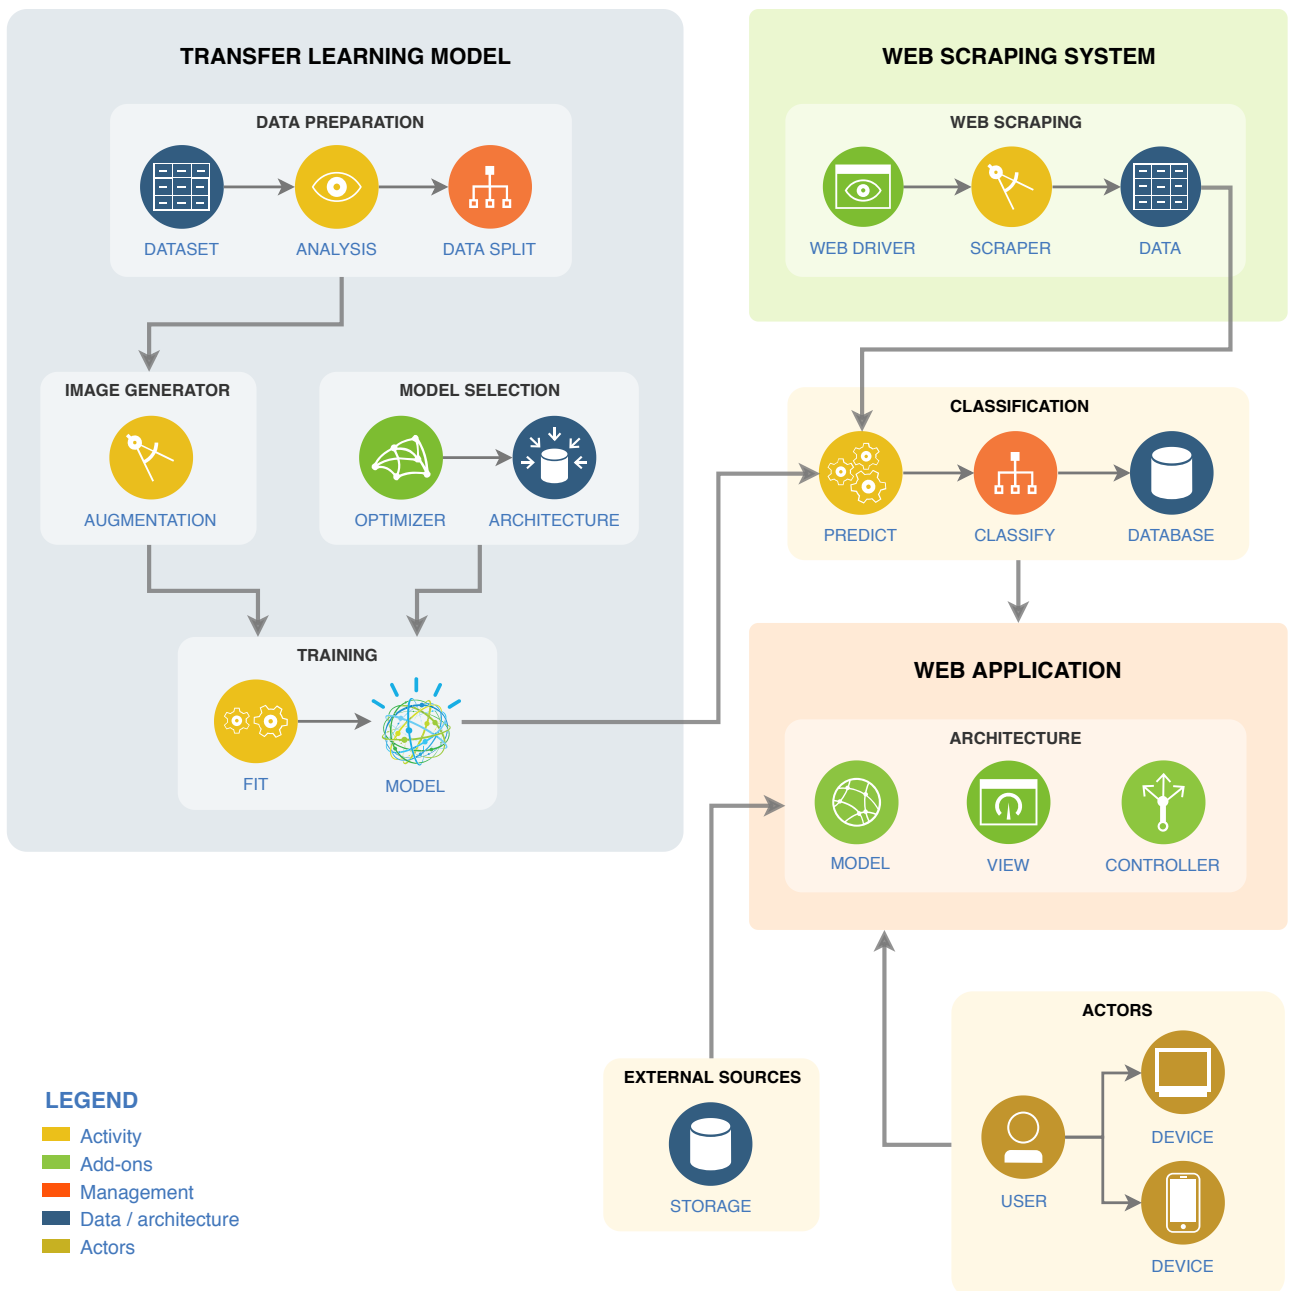 TRANSFER LEARNING MODEL
DATA PREPARATION
DATASET
ANALYSIS
DATA SPLIT
IMAGE GENERATOR
AUGMENTATION
MODEL SELECTION
OPTIMIZER
ARCHITECTURE
TRAINING
FIT
MODEL
WEB SCRAPING SYSTEM
WEB SCRAPING
WEB DRIVER
SCRAPER
DATA
CLASSIFICATION
PREDICT
CLASSIFY
DATABASE
WEB APPLICATION
ARCHITECTURE
MODEL
VIEW
CONTROLLER
EXTERNAL SOURCES
STORAGE
ACTORS
USER
DEVICE
DEVICE
LEGEND
Activity
Add-ons
Management
Data / architecture
Actors